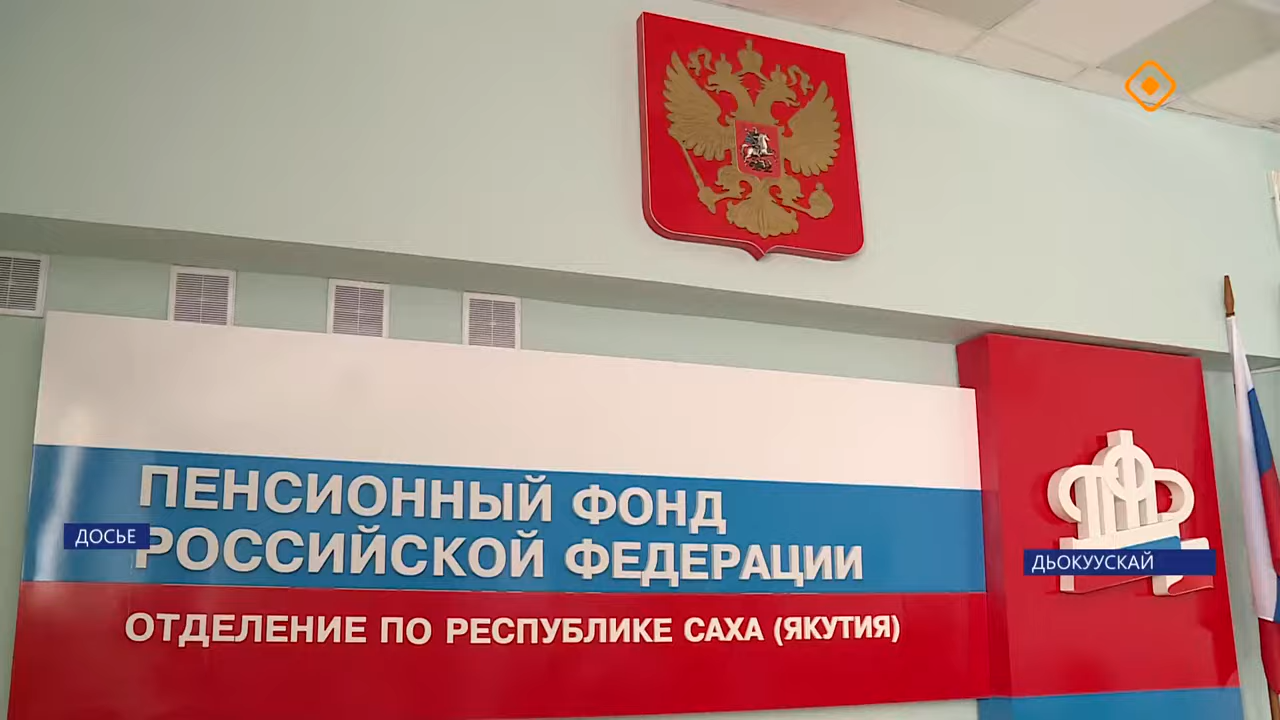 ПЕНСИОННЫЙ ФОНД
РОССИЙСКОЙ ФЕДЕРАЦИИ
ОТДЕЛЕНИЕ ПО РЕСПУБЛИКЕ САХА (ЯКУТИЯ)
ДОСЬЕ
ДЬОКУУСКАЙ